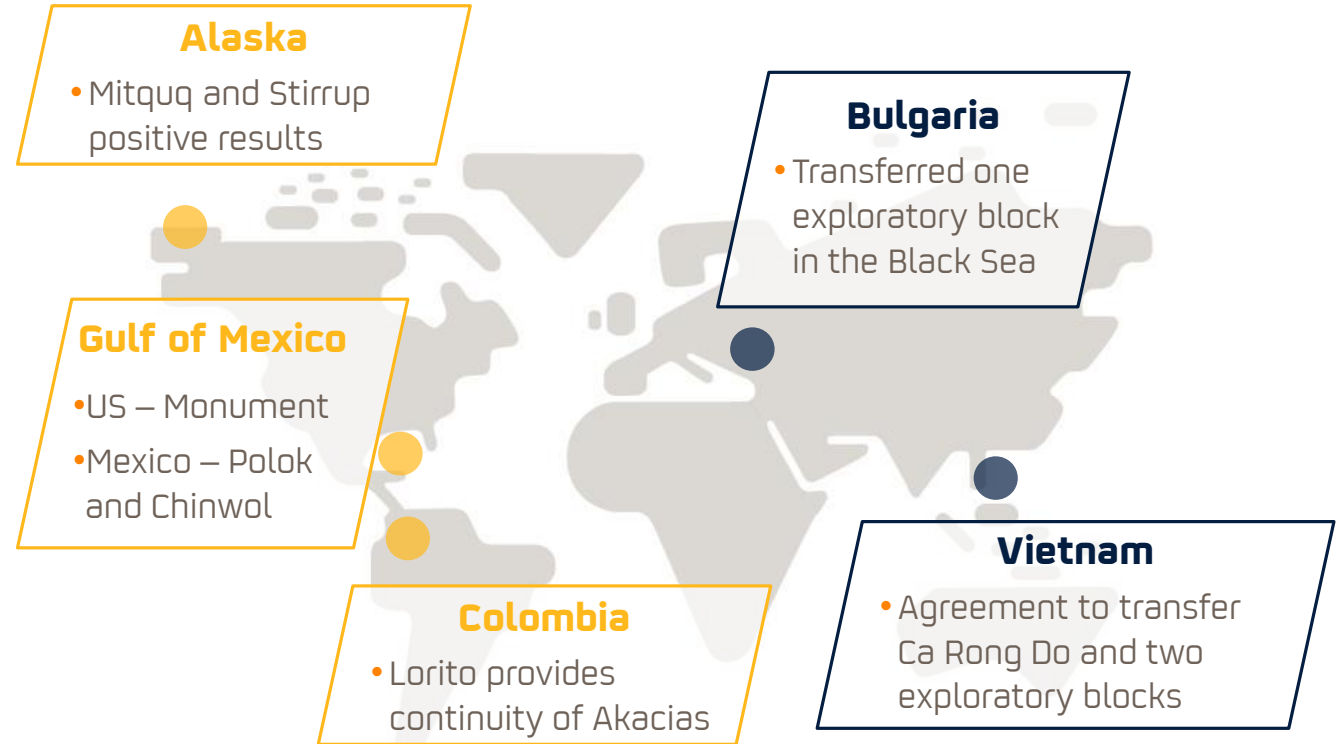 Alaska
• Mitquq and Stirrup
positive results
Bulgaria
• Transferred one
exploratory block
in the Black Sea
Gulf of Mexico
•US – Monument
•Mexico – Polok
and Chinwol
Colombia
• Lorito provides
continuity of Akacias
Vietnam
• Agreement to transfer
Ca Rong Do and two
exploratory blocks